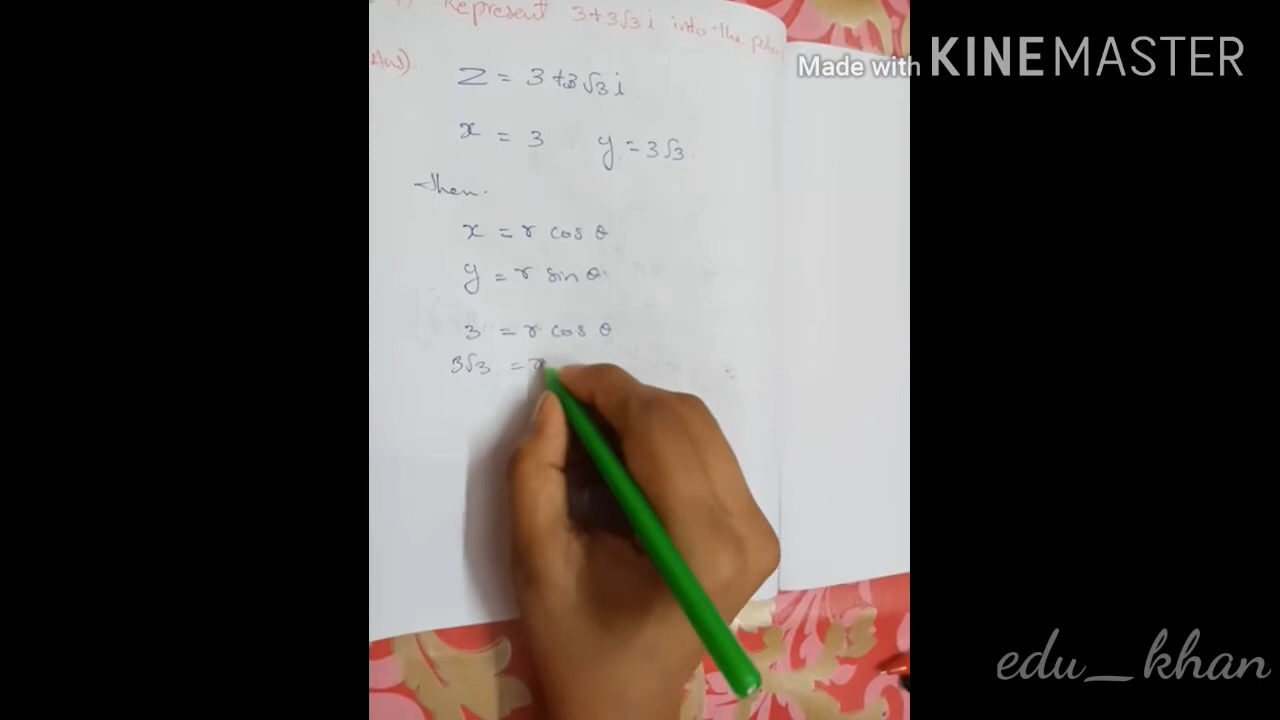 Represent 3+3√3 i into the polar
Ans)
Made with KINEMASTER
z = 3+3√3 i
x = 3 y = 3√3
then.
x = r cos θ
y = r sin θ
3 = r cos θ
3√3 = r
edu_khan